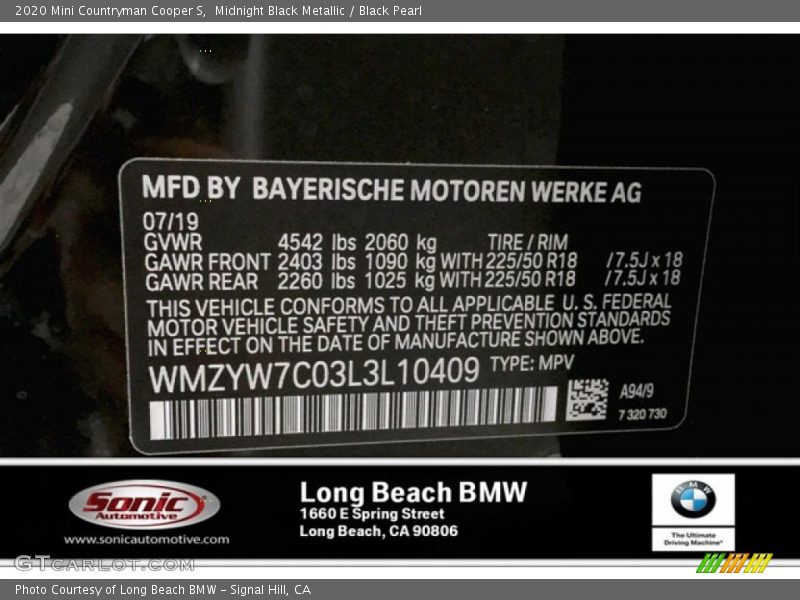 2020 Mini Countryman Cooper S,  Midnight Black Metallic / Black Pearl
MFD BY BAYERISCHE MOTOREN WERKE AG
07/19
GVWR 4542 lbs 2060 kg TIRE / RIM
GAWR FRONT 2403 lbs 1090 kg WITH 225/50 R18 /7.5J x 18
GAWR REAR 2260 lbs 1025 kg WITH 225/50 R18 /7.5J x 18
THIS VEHICLE CONFORMS TO ALL APPLICABLE U. S. FEDERAL
MOTOR VEHICLE SAFETY AND THEFT PREVENTION STANDARDS
IN EFFECT ON THE DATE OF MANUFACTURE SHOWN ABOVE.
WMZYW7C03L3L10409 TYPE: MPV
A94/9
7 320 730
Sonic
Automotive
www.sonicautomotive.com
Long Beach BMW
1660 E Spring Street
Long Beach, CA 90806
BMW
The Ultimate
Driving Machine®
GTcarlot.com
Photo Courtesy of Long Beach BMW – Signal Hill, CA